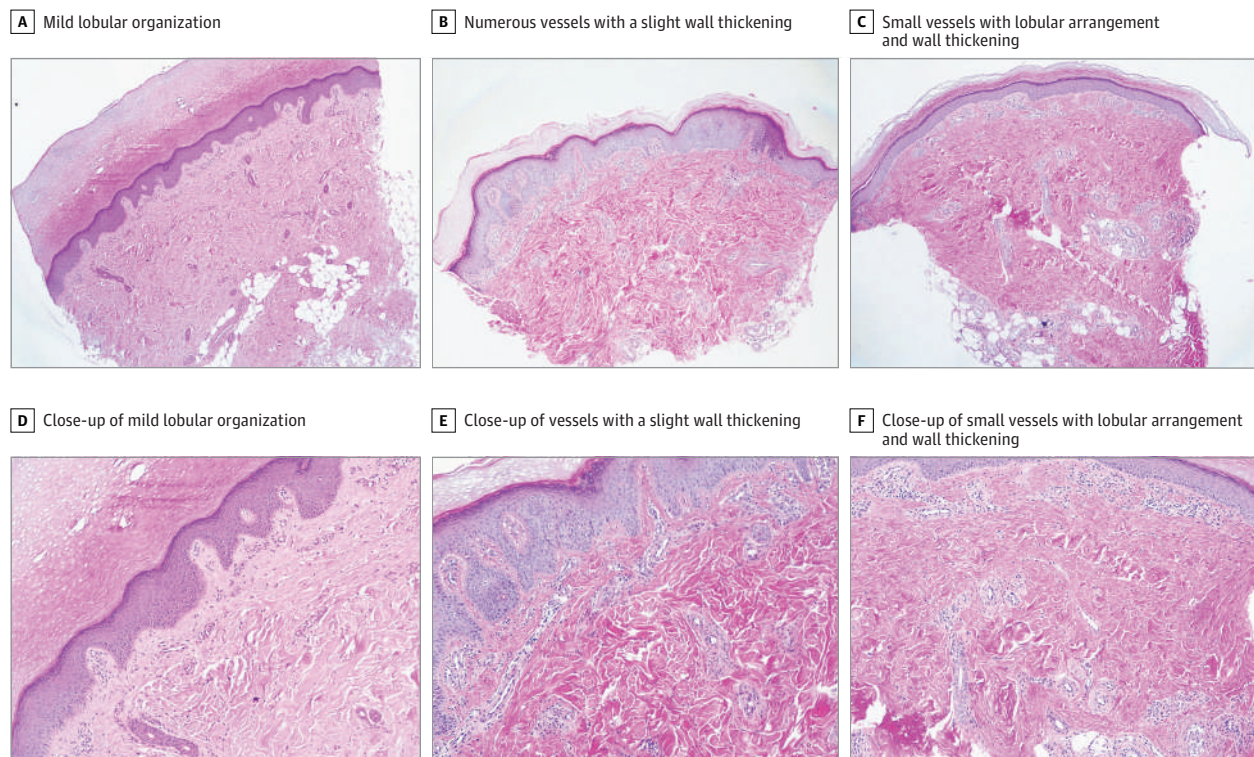 A Mild lobular organization
B Numerous vessels with a slight wall thickening
C Small vessels with lobular arrangement
and wall thickening
D Close-up of mild lobular organization
E Close-up of vessels with a slight wall thickening
F Close-up of small vessels with lobular arrangement
and wall thickening